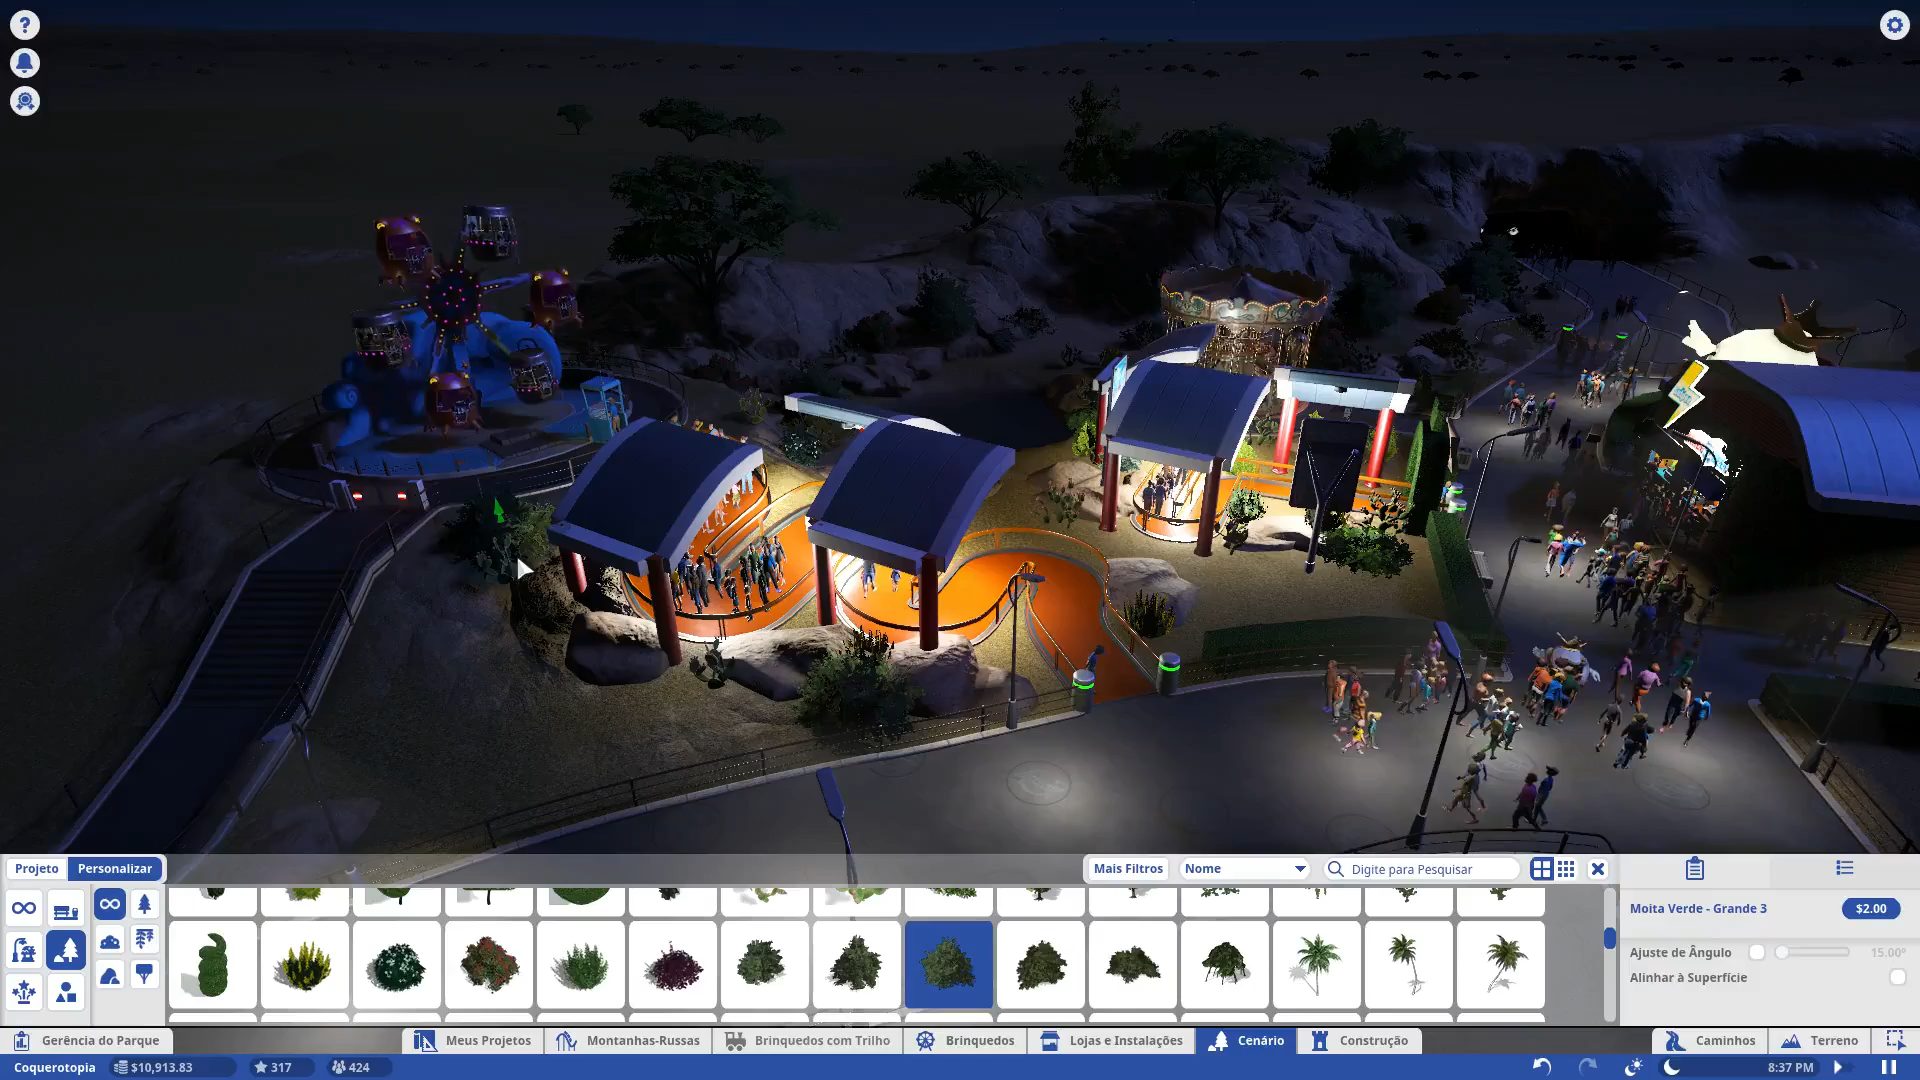 ?
Projeto
Personalizar
Mais Filtros
Nome
Digite para Pesquisar
Moita Verde - Grande 3
$2.00
Ajuste de Ângulo
15.00°
Alinhar à Superfície
Gerência do Parque
Meus Projetos
Montanhas-Russas
Brinquedos com Trilho
Brinquedos
Lojas e Instalações
Cenário
Construção
Caminhos
Terreno
Coquerotopia
$10,913.83
317
424
8:37 PM